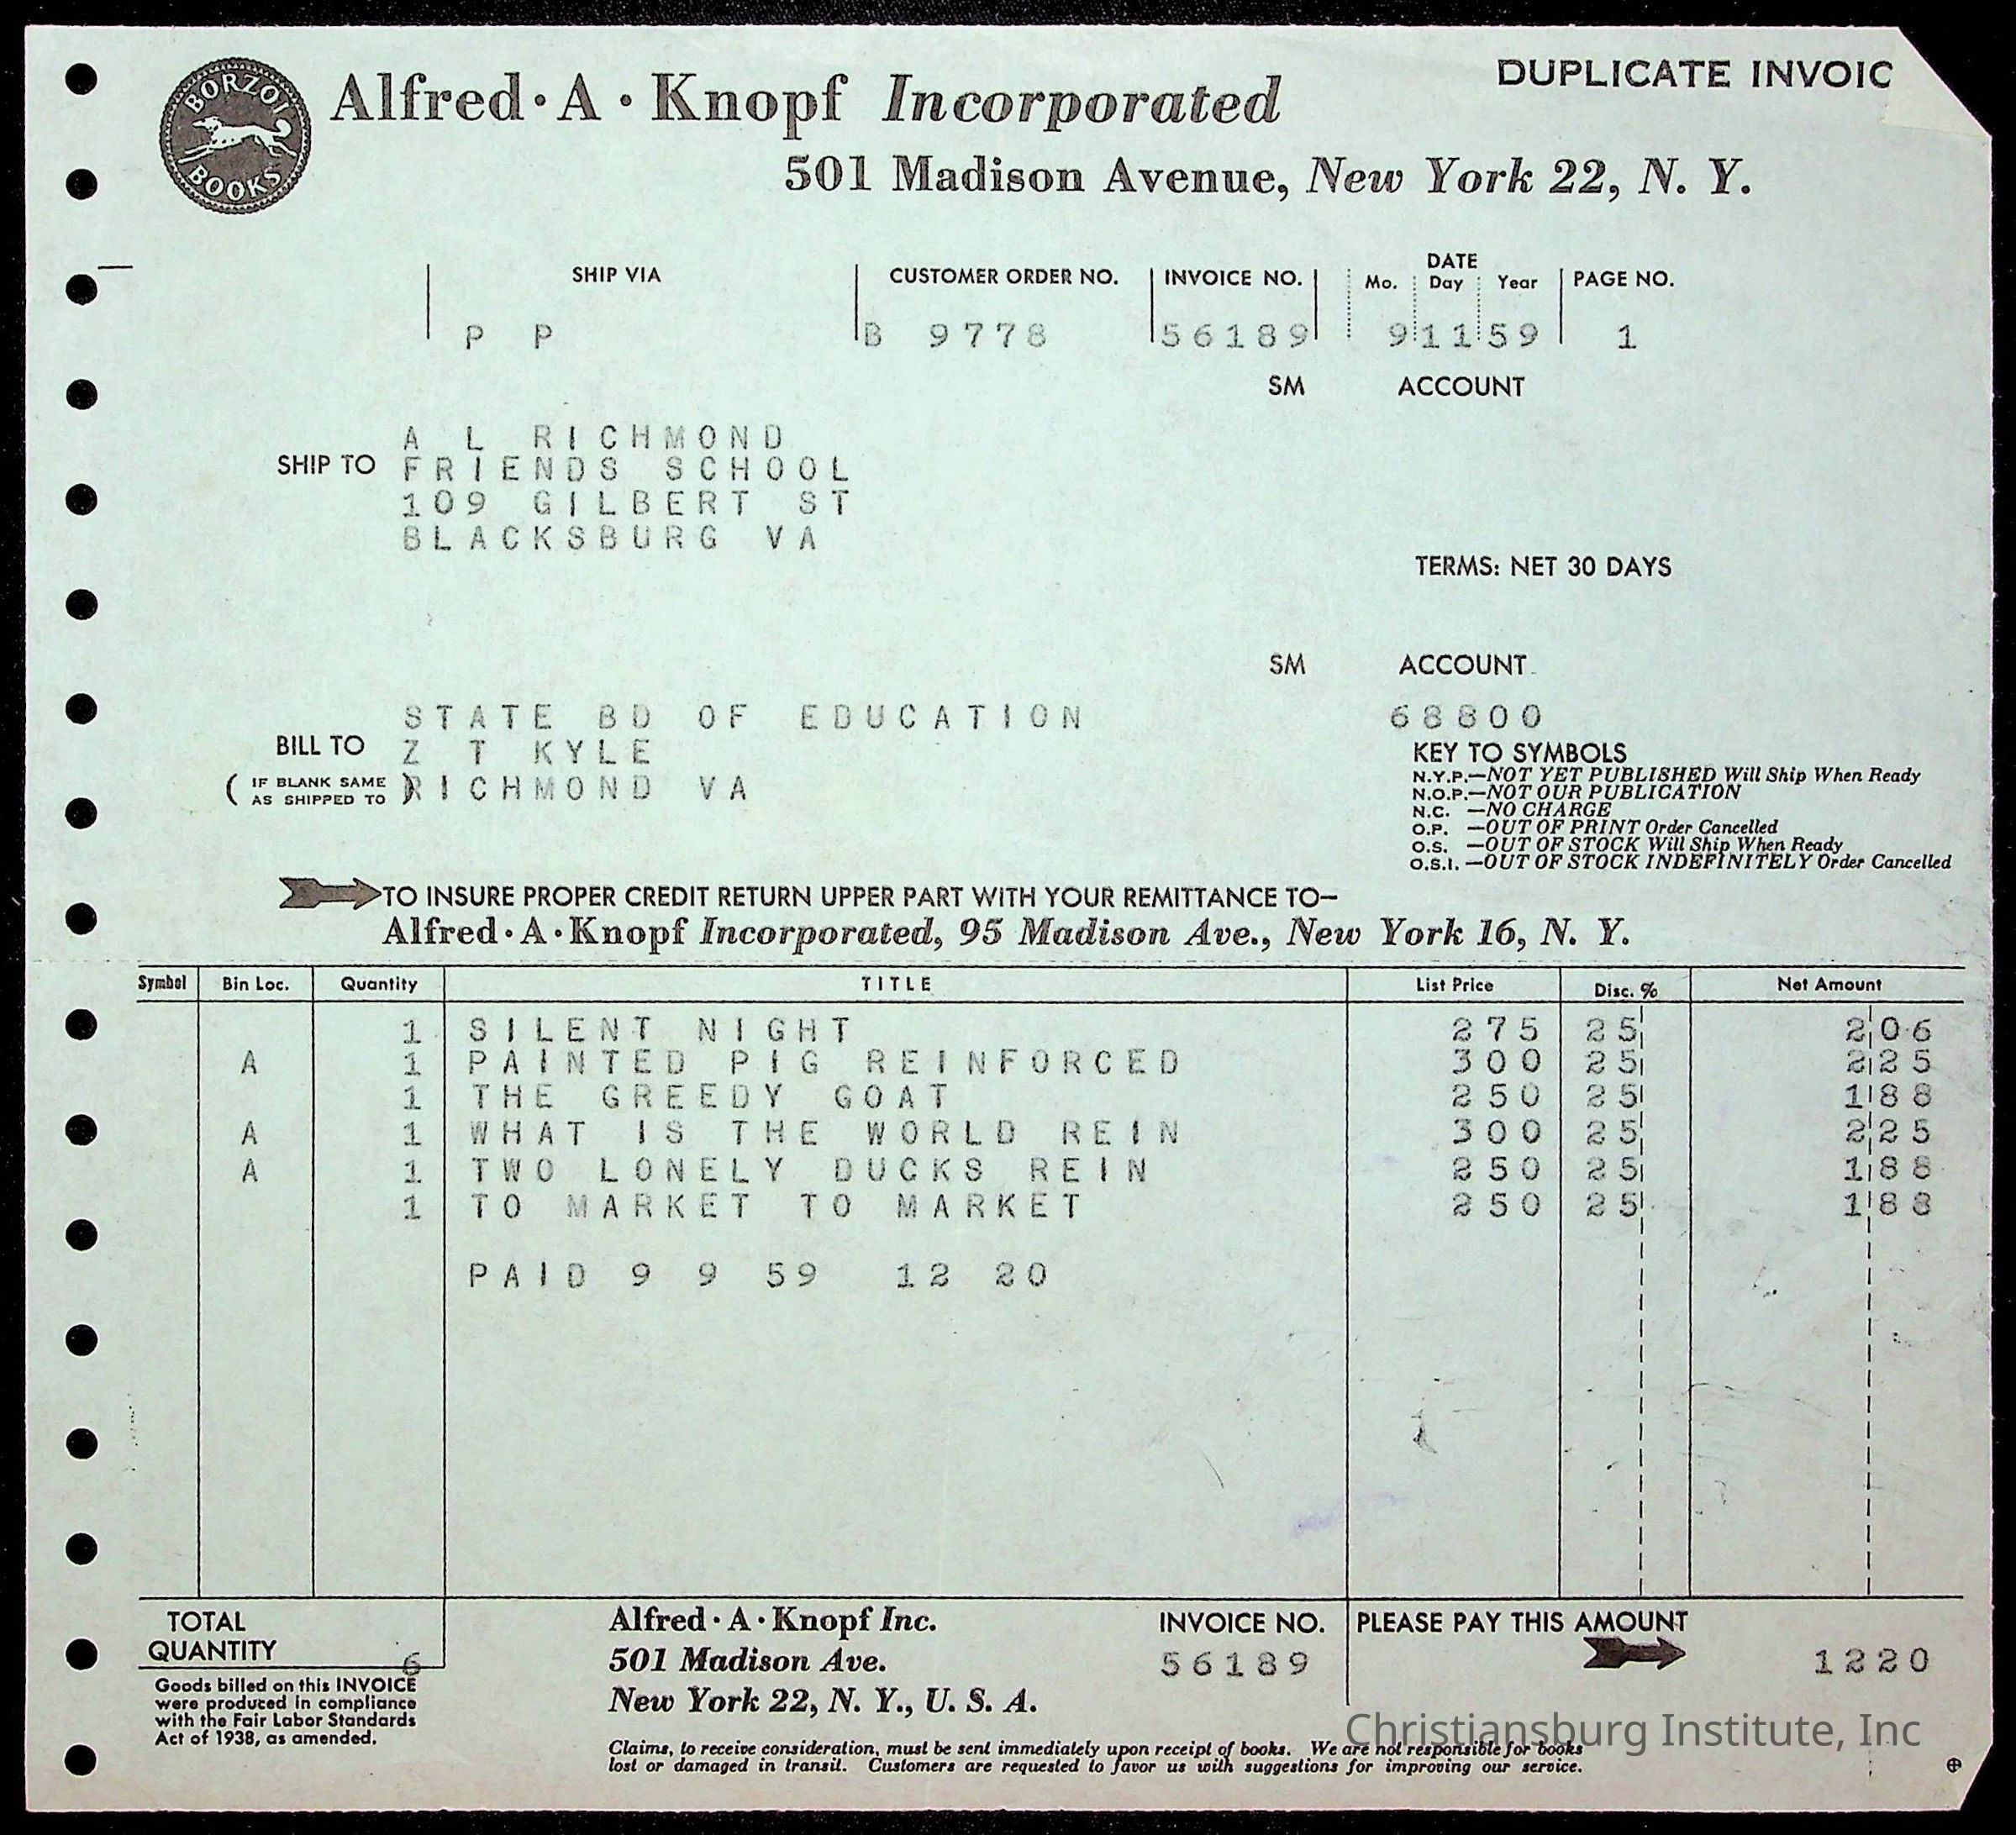 BORZOI BOOKS
Alfred · A · Knopf Incorporated
DUPLICATE INVOIC
501 Madison Avenue, New York 22, N. Y.
SHIP VIA CUSTOMER ORDER NO. INVOICE NO. DATE Mo. Day Year PAGE NO.
P P B 9778 56189 9 11 59 1
SM ACCOUNT
A L RICHMOND
SHIP TO FRIENDS SCHOOL
109 GILBERT ST
BLACKSBURG VA
TERMS: NET 30 DAYS
SM ACCOUNT
STATE BD OF EDUCATION 68800
BILL TO Z T KYLE
( IF BLANK SAME AS SHIPPED TO ) RICHMOND VA
KEY TO SYMBOLS
N.Y.P.—NOT YET PUBLISHED Will Ship When Ready
N.O.P.—NOT OUR PUBLICATION
N.C. —NO CHARGE
O.P. —OUT OF PRINT Order Cancelled
O.S. —OUT OF STOCK Will Ship When Ready
O.S.I. —OUT OF STOCK INDEFINITELY Order Cancelled
TO INSURE PROPER CREDIT RETURN UPPER PART WITH YOUR REMITTANCE TO—
Alfred · A · Knopf Incorporated, 95 Madison Ave., New York 16, N. Y.
Symbol Bin Loc. Quantity TITLE List Price Disc. % Net Amount
1 SILENT NIGHT 275 25 2 06
A 1 PAINTED PIG REINFORCED 300 25 2 25
1 THE GREEDY GOAT 250 25 1 88
A 1 WHAT IS THE WORLD REIN 300 25 2 25
A 1 TWO LONELY DUCKS REIN 250 25 1 88
1 TO MARKET TO MARKET 250 25 1 88
PAID 9 9 59 12 20
TOTAL QUANTITY 6
Goods billed on this INVOICE
were produced in compliance
with the Fair Labor Standards
Act of 1938, as amended.
Alfred · A · Knopf Inc.
501 Madison Ave.
New York 22, N. Y., U. S. A.
INVOICE NO.
56189
PLEASE PAY THIS AMOUNT
1220
Claims, to receive consideration, must be sent immediately upon receipt of books. We are not responsible for books
lost or damaged in transit. Customers are requested to favor us with suggestions for improving our service.
Christiansburg Institute, Inc